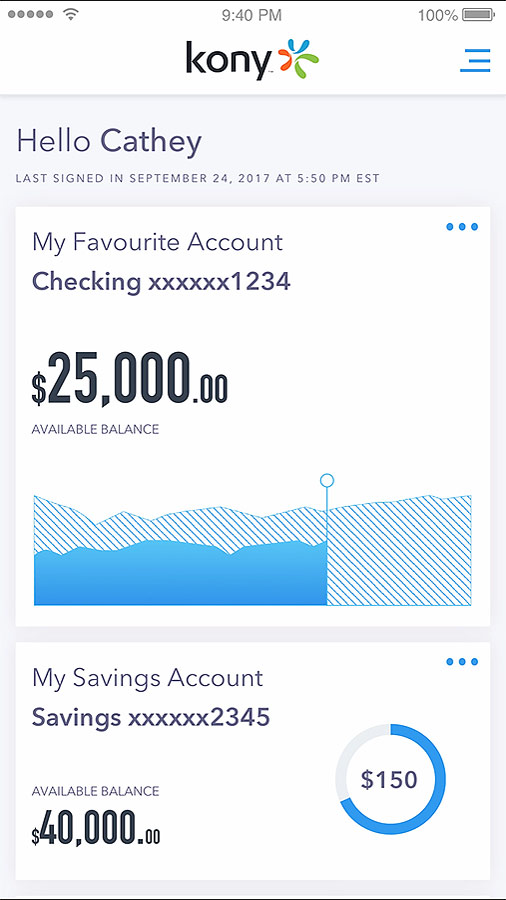 9:40 PM 100%
kony
Hello Cathey
LAST SIGNED IN SEPTEMBER 24, 2017 AT 5:50 PM EST
My Favourite Account
Checking xxxxxx1234
$25,000.00
AVAILABLE BALANCE
My Savings Account
Savings xxxxxx2345
$150
AVAILABLE BALANCE
$40,000.00